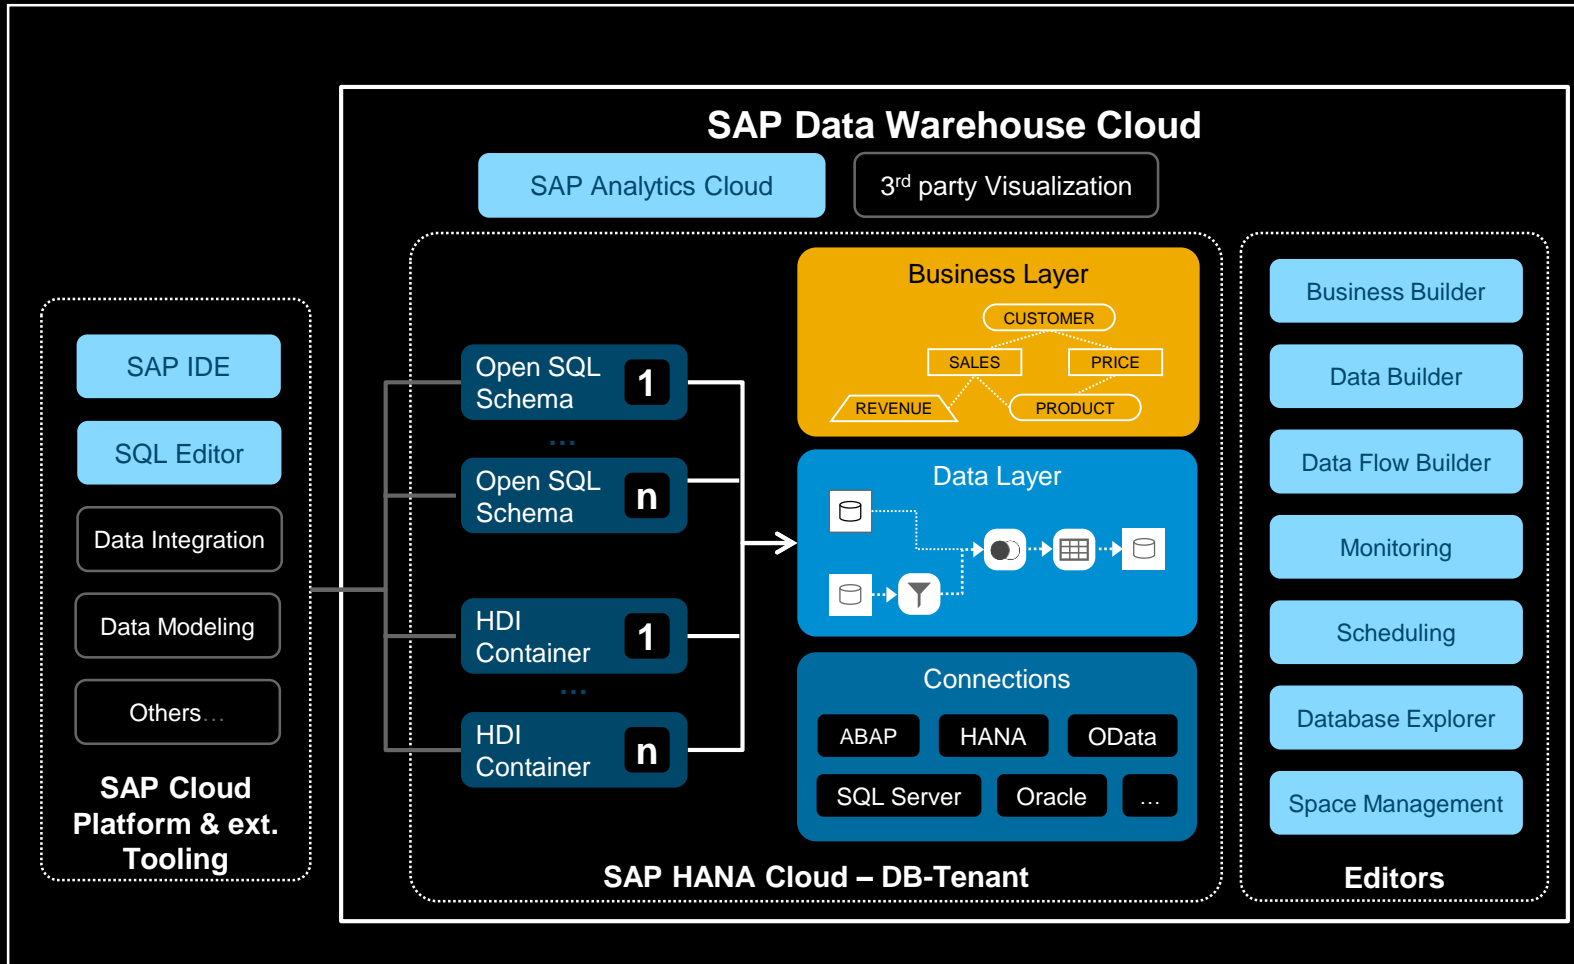 SAP Data Warehouse Cloud
SAP Analytics Cloud
3rd party Visualization
SAP IDE
SQL Editor
Data Integration
Data Modeling
Others…
SAP Cloud
Platform & ext.
Tooling
Open SQL
Schema
1
…
Open SQL
Schema
n
HDI
Container
1
…
HDI
Container
n
Business Layer
CUSTOMER
SALES
PRICE
REVENUE
PRODUCT
Data Layer
Connections
ABAP
HANA
OData
SQL Server
Oracle
…
SAP HANA Cloud – DB-Tenant
Business Builder
Data Builder
Data Flow Builder
Monitoring
Scheduling
Database Explorer
Space Management
Editors